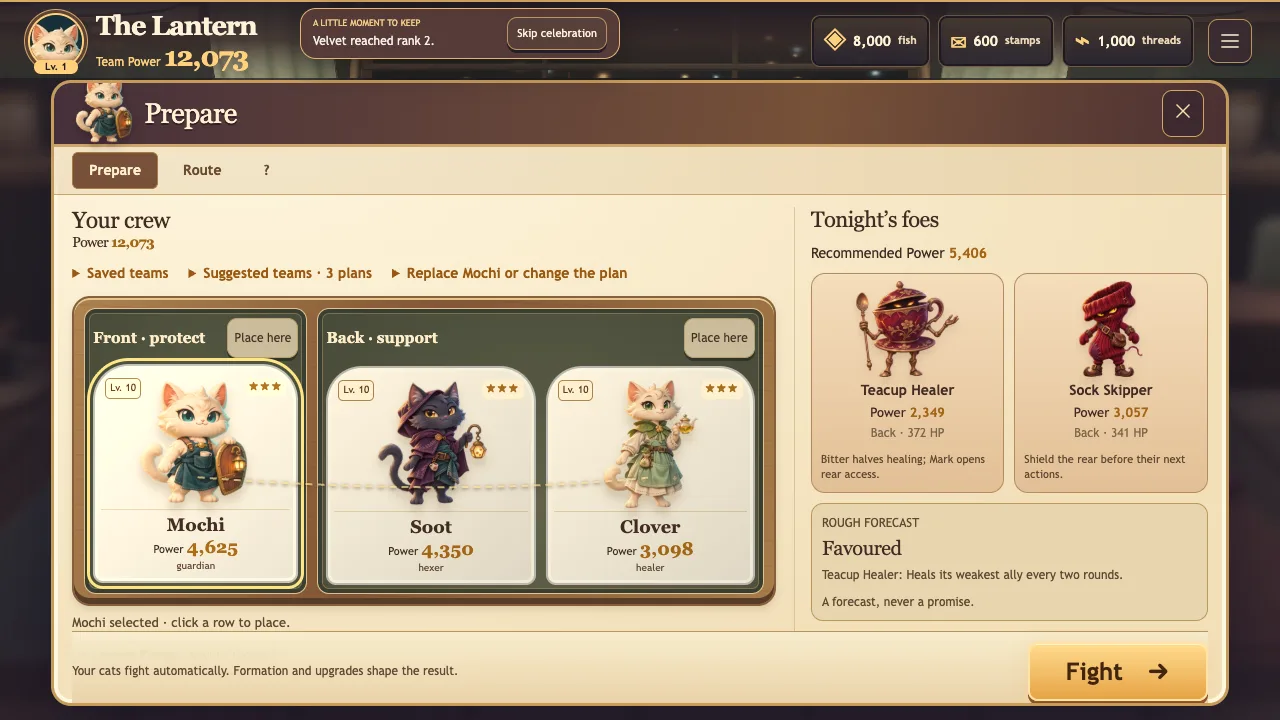 The Lantern
Team Power 12,073
Lv. 1
A LITTLE MOMENT TO KEEP
Velvet reached rank 2.
Skip celebration
8,000 fish
600 stamps
1,000 threads
Prepare
Prepare
Route
?
Your crew
Power 12,073
Saved teams
Suggested teams · 3 plans
Replace Mochi or change the plan
Front · protect
Place here
Back · support
Place here
Lv. 10
Mochi
Power 4,625
guardian
Lv. 10
Soot
Power 4,350
hexer
Lv. 10
Clover
Power 3,098
healer
Mochi selected · click a row to place.
Tonight’s foes
Recommended Power 5,406
Teacup Healer
Power 2,349
Back · 372 HP
Bitter halves healing; Mark opens
rear access.
Sock Skipper
Power 3,057
Back · 341 HP
Shield the rear before their next
actions.
ROUGH FORECAST
Favoured
Teacup Healer: Heals its weakest ally every two rounds.
A forecast, never a promise.
Your cats fight automatically. Formation and upgrades shape the result.
Fight